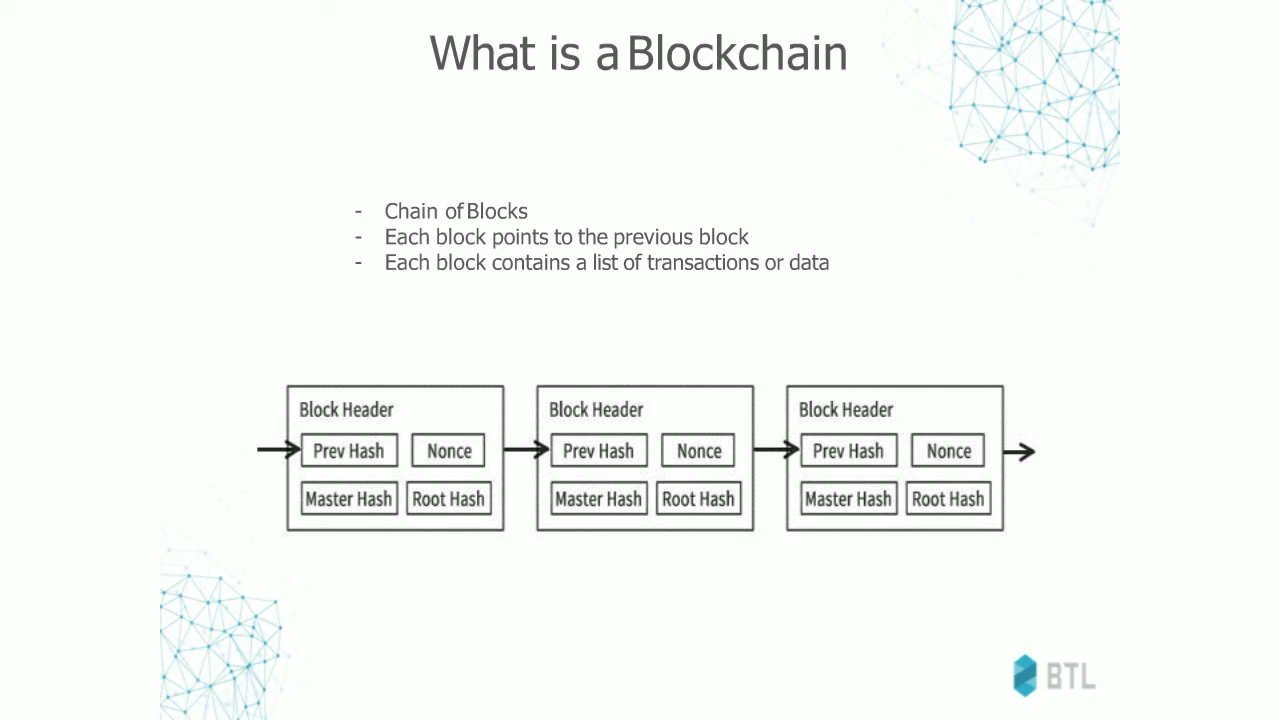 What is a Blockchain
- Chain of Blocks
- Each block points to the previous block
- Each block contains a list of transactions or data
Block Header Block Header Block Header
Prev Hash Nonce Prev Hash Nonce Prev Hash Nonce
Master Hash Root Hash Master Hash Root Hash Master Hash Root Hash
BTL